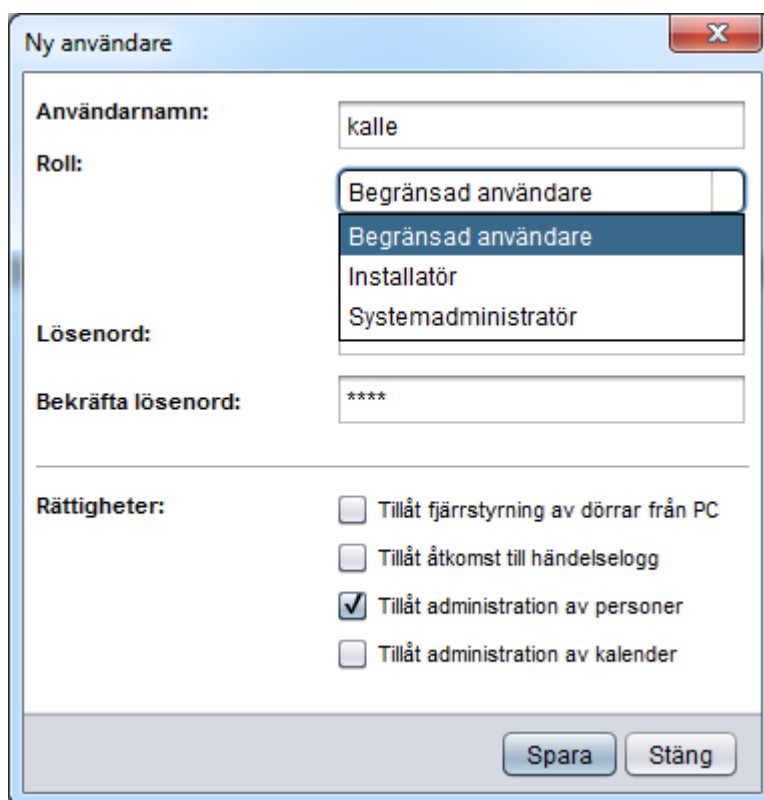 Ny användare
Användarnamn:
kalle
Roll:
Begränsad användare
Begränsad användare
Installatör
Systemadministratör
Lösenord:
Bekräfta lösenord:
****
Rättigheter:
Tillåt fjärrstyrning av dörrar från PC
Tillåt åtkomst till händelselogg
Tillåt administration av personer
Tillåt administration av kalender
Spara
Stäng